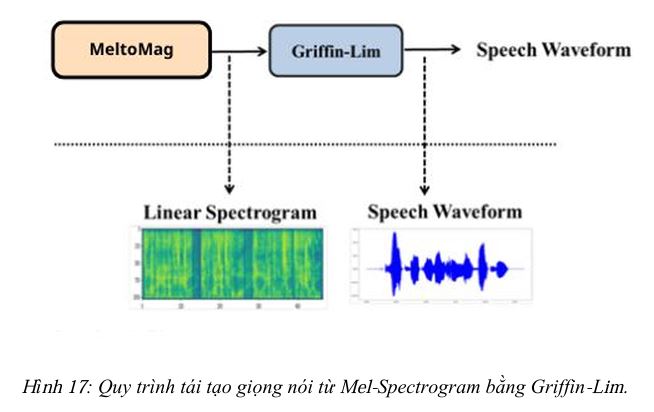 MeltoMag
Griffin-Lim
Speech Waveform
Linear Spectrogram
Speech Waveform
Hình 17: Quy trình tái tạo giọng nói từ Mel-Spectrogram bằng Griffin-Lim.